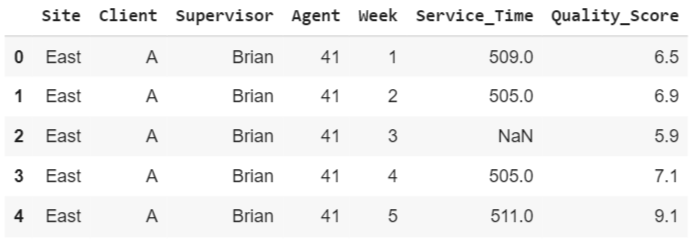 Site Client Supervisor Agent Week Service_Time Quality_Score
0 East A Brian 41 1 509.0 6.5
1 East A Brian 41 2 505.0 6.9
2 East A Brian 41 3 NaN 5.9
3 East A Brian 41 4 505.0 7.1
4 East A Brian 41 5 511.0 9.1